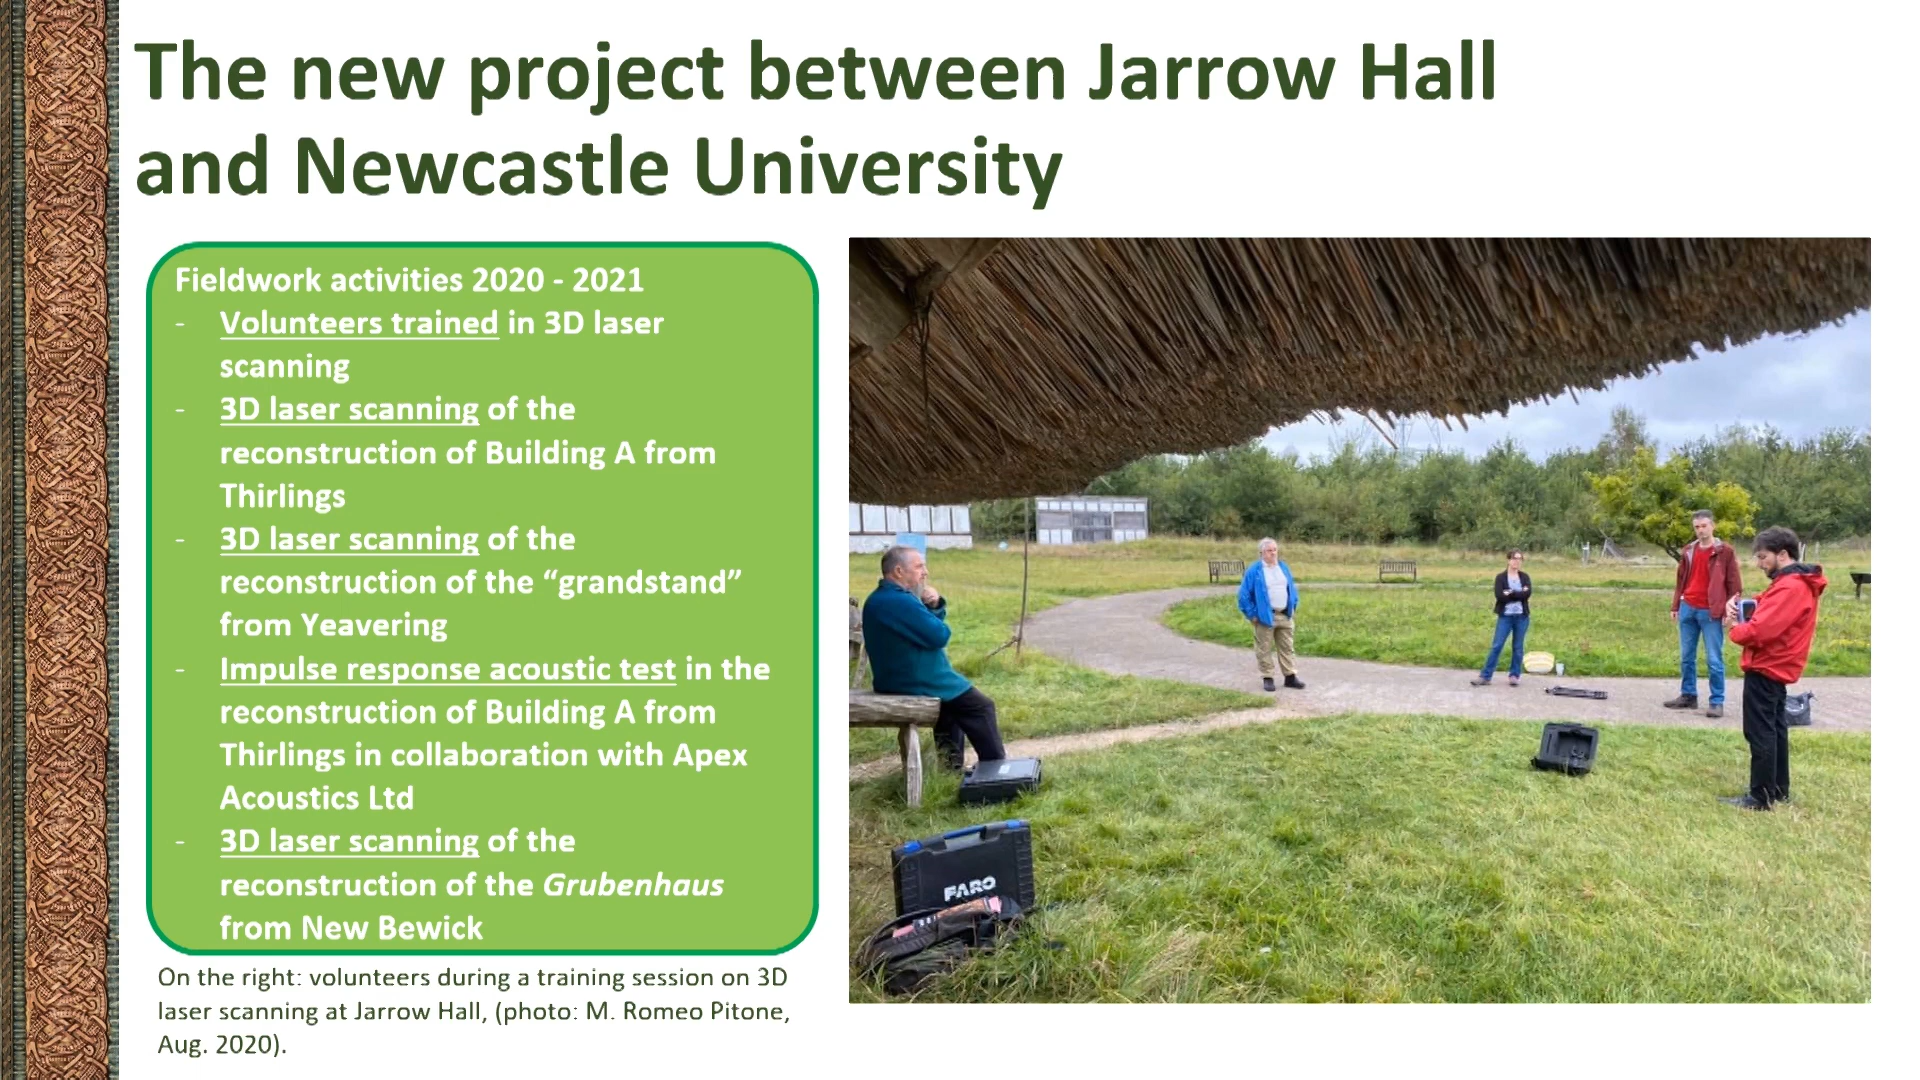 The new project between Jarrow Hall
and Newcastle University
Fieldwork activities 2020 - 2021
- Volunteers trained in 3D laser
scanning
- 3D laser scanning of the
reconstruction of Building A from
Thirlings
- 3D laser scanning of the
reconstruction of the “grandstand”
from Yeavering
- Impulse response acoustic test in the
reconstruction of Building A from
Thirlings in collaboration with Apex
Acoustics Ltd
- 3D laser scanning of the
reconstruction of the Grubenhaus
from New Bewick
On the right: volunteers during a training session on 3D
laser scanning at Jarrow Hall, (photo: M. Romeo Pitone,
Aug. 2020).
FARO